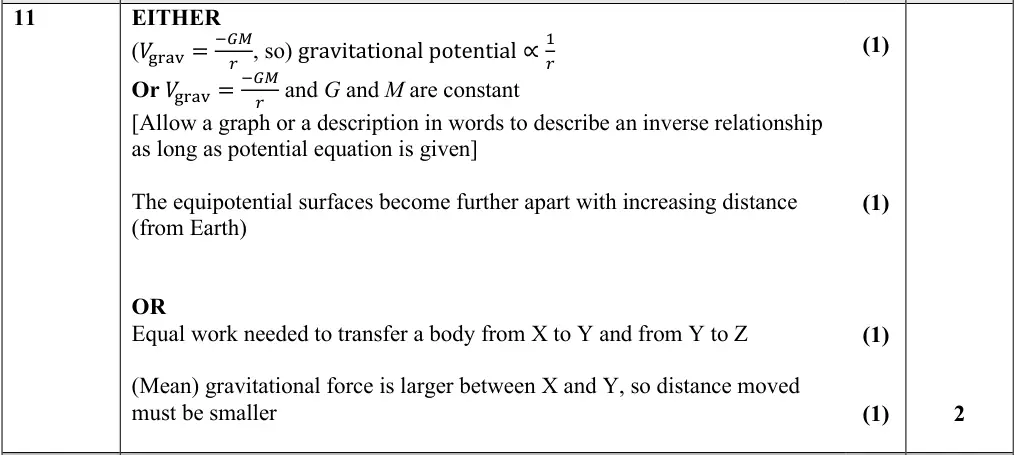 11 EITHER
(V_grav = −GM/r, so) gravitational potential ∝ 1/r (1)
Or V_grav = −GM/r and G and M are constant
[Allow a graph or a description in words to describe an inverse relationship
as long as potential equation is given]
The equipotential surfaces become further apart with increasing distance (1)
(from Earth)
OR
Equal work needed to transfer a body from X to Y and from Y to Z (1)
(Mean) gravitational force is larger between X and Y, so distance moved
must be smaller (1) 2